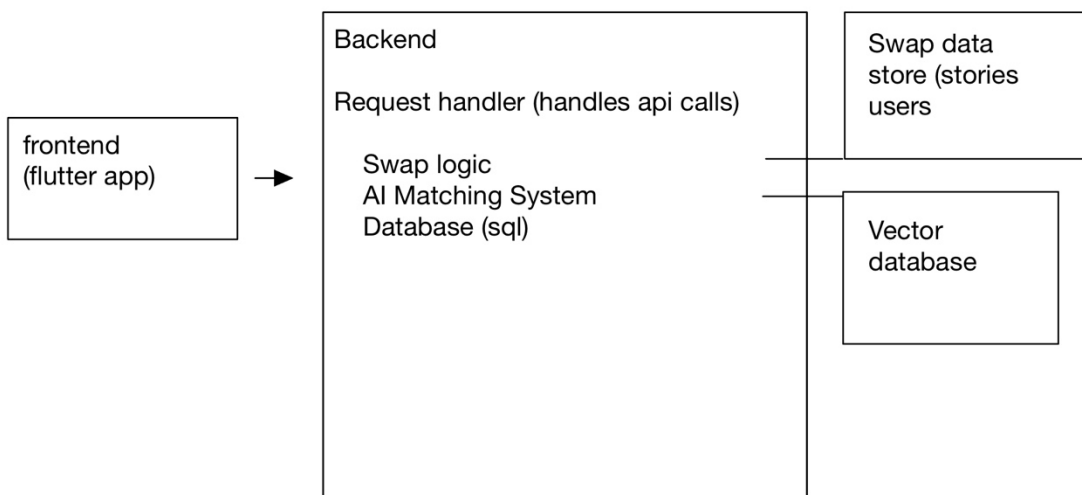 frontend
(flutter app)
Backend
Request handler (handles api calls)
Swap logic
AI Matching System
Database (sql)
Swap data
store (stories
users
Vector
database